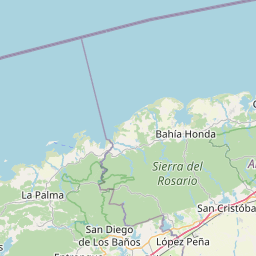 Bahía Honda
La Palma
Sierra del
Rosario
San Cristóba
San Diego
de Los Baños
López Peña